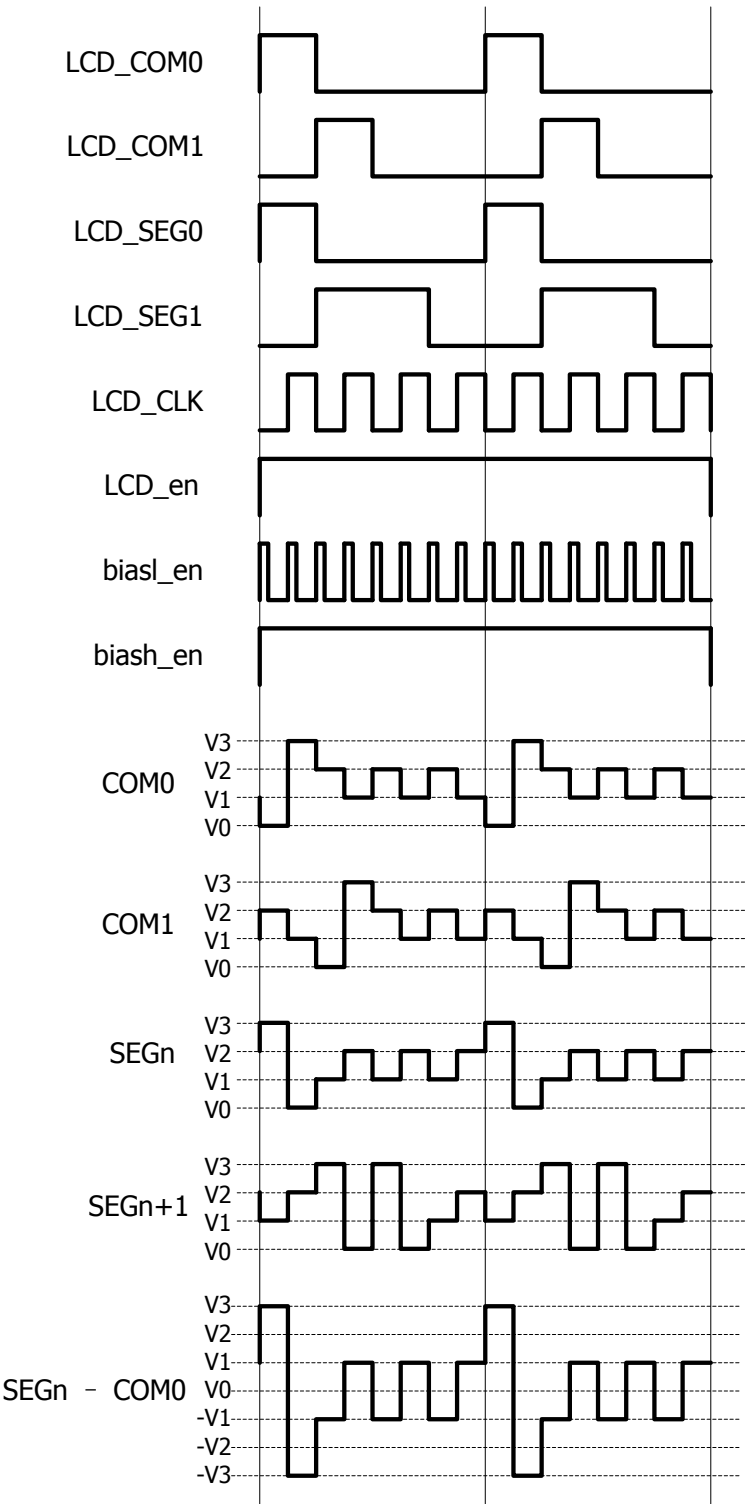 LCD_COM0
LCD_COM1
LCD_SEG0
LCD_SEG1
LCD_CLK
LCD_en
biasl_en
biash_en
COM0
V3
V2
V1
V0
COM1
V3
V2
V1
V0
SEGn
V3
V2
V1
V0
SEGn+1
V3
V2
V1
V0
SEGn - COM0
V3
V2
V1
V0
-V1
-V2
-V3